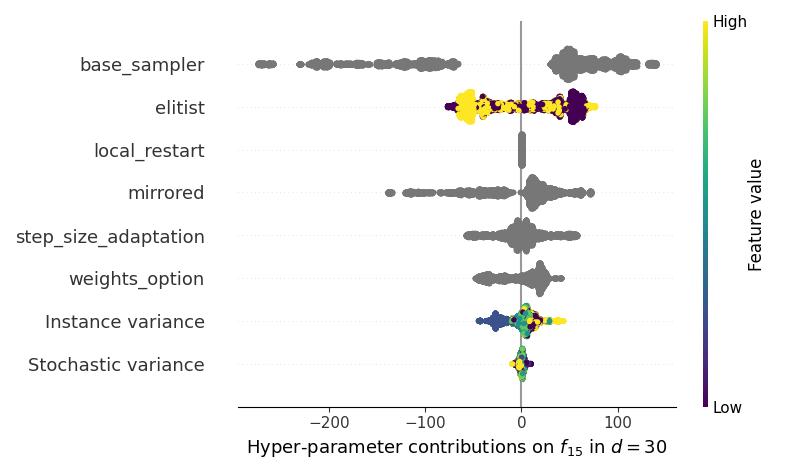 High
base_sampler
elitist
local_restart
mirrored
step_size_adaptation
weights_option
Instance variance
Stochastic variance
Feature value
Low
−200 −100 0 100
Hyper-parameter contributions on f₁₅ in d = 30